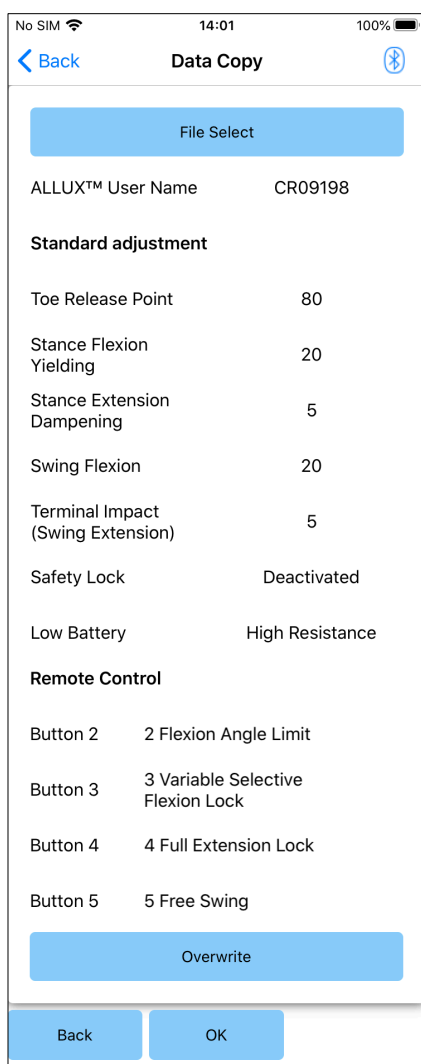 No SIM 14:01 100%
Back Data Copy
File Select
ALLUX™ User Name CR09198
Standard adjustment
Toe Release Point 80
Stance Flexion
Yielding 20
Stance Extension
Dampening 5
Swing Flexion 20
Terminal Impact
(Swing Extension) 5
Safety Lock Deactivated
Low Battery High Resistance
Remote Control
Button 2 2 Flexion Angle Limit
Button 3 3 Variable Selective
Flexion Lock
Button 4 4 Full Extension Lock
Button 5 5 Free Swing
Overwrite
Back OK